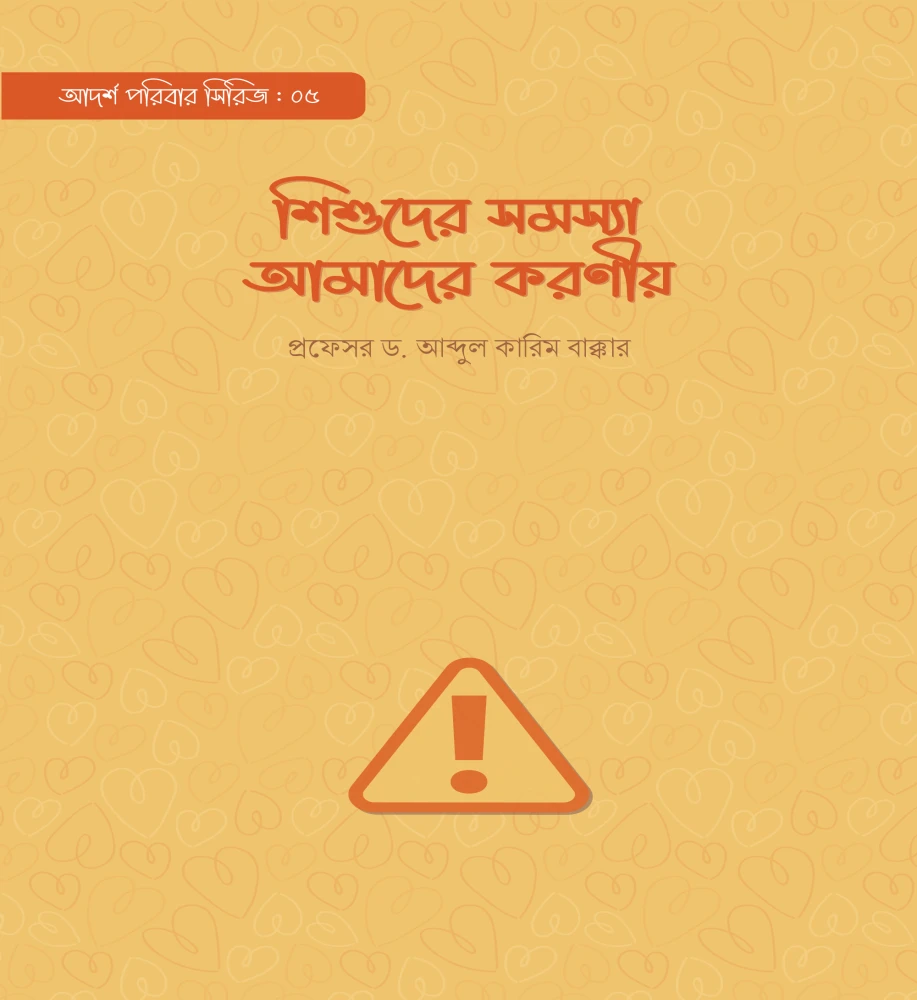 আদর্শ পরিবার সিরিজ : ০৫
শিশুদের সমস্যা
আমাদের করণীয়
প্রফেসর ড. আব্দুল কারিম বাক্কার